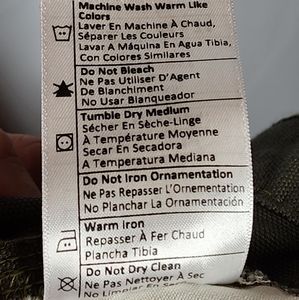 Machine Wash Warm Like
Colors
Laver En Machine À Chaud,
Séparer Les Couleurs
Lavar A Máquina En Agua Tibia,
Con Colores Similares
Do Not Bleach
Ne Pas Utiliser D'Agent
De Blanchiment
No Usar Blanqueador
Tumble Dry Medium
Sécher En Sèche-Linge
À Température Moyenne
Secar En Secadora
A Temperatura Mediana
Do Not Iron Ornamentation
Ne Pas Repasser L'Ornementation
No Planchar La Ornamentación
Warm Iron
Repasser À Fer Chaud
Plancha Tibia
Do Not Dry Clean
Ne Pas Nettoyer À Sec
No Limpiar En